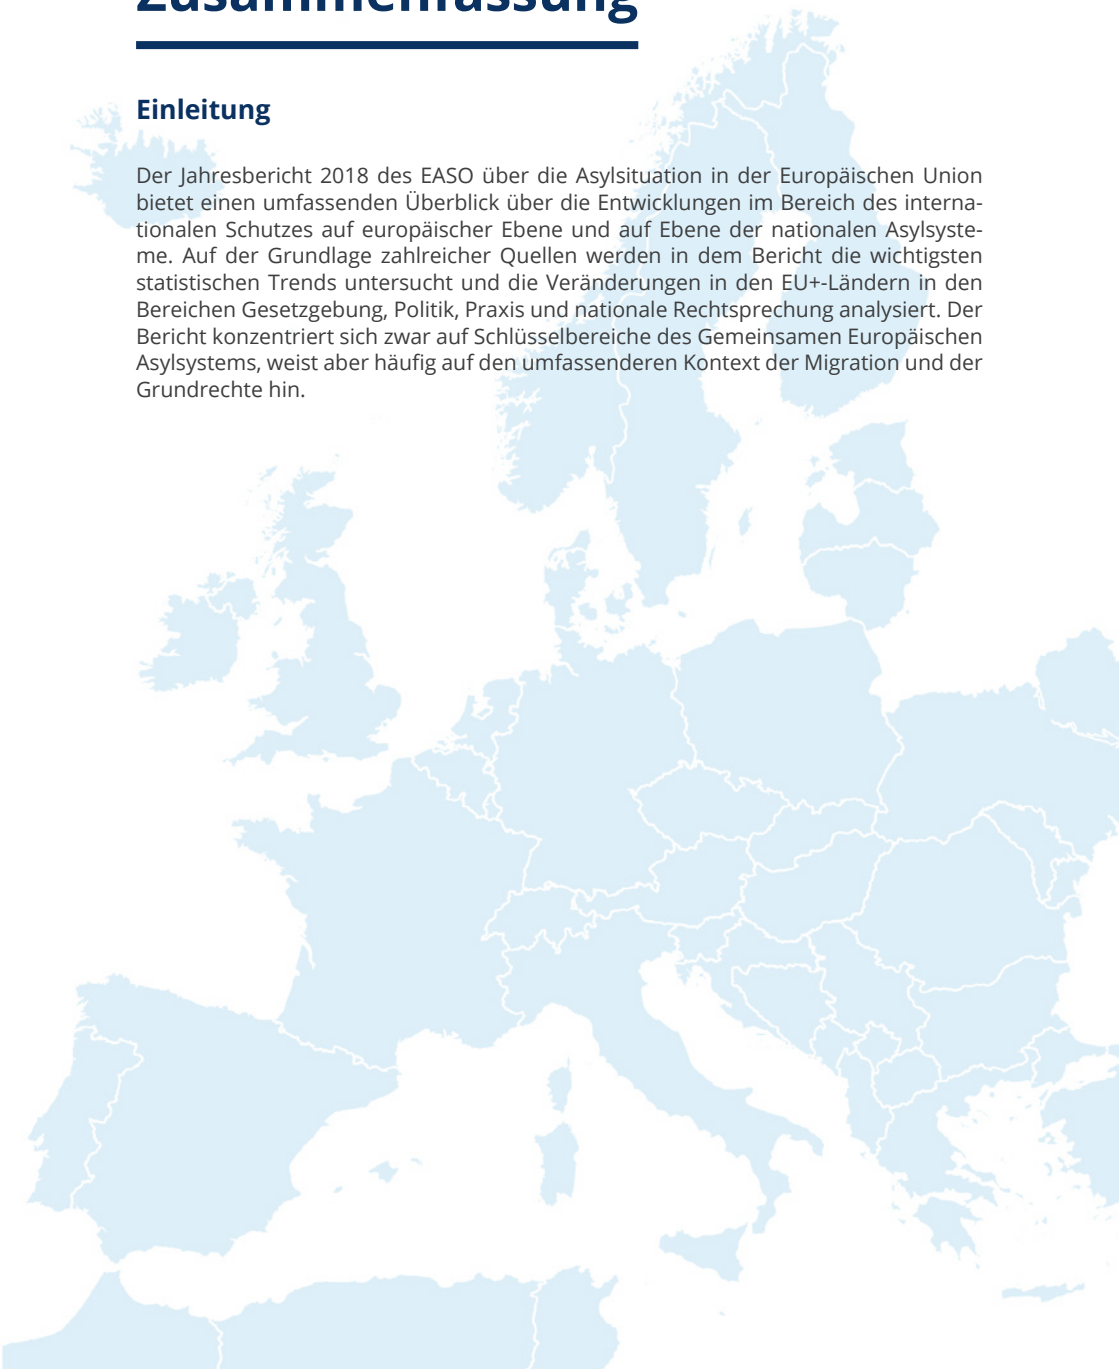 Zusammenfassung
Einleitung
Der Jahresbericht 2018 des EASO über die Asylsituation in der Europäischen Union
bietet einen umfassenden Überblick über die Entwicklungen im Bereich des interna-
tionalen Schutzes auf europäischer Ebene und auf Ebene der nationalen Asylsyste-
me. Auf der Grundlage zahlreicher Quellen werden in dem Bericht die wichtigsten
statistischen Trends untersucht und die Veränderungen in den EU+-Ländern in den
Bereichen Gesetzgebung, Politik, Praxis und nationale Rechtsprechung analysiert. Der
Bericht konzentriert sich zwar auf Schlüsselbereiche des Gemeinsamen Europäischen
Asylsystems, weist aber häufig auf den umfassenderen Kontext der Migration und der
Grundrechte hin.